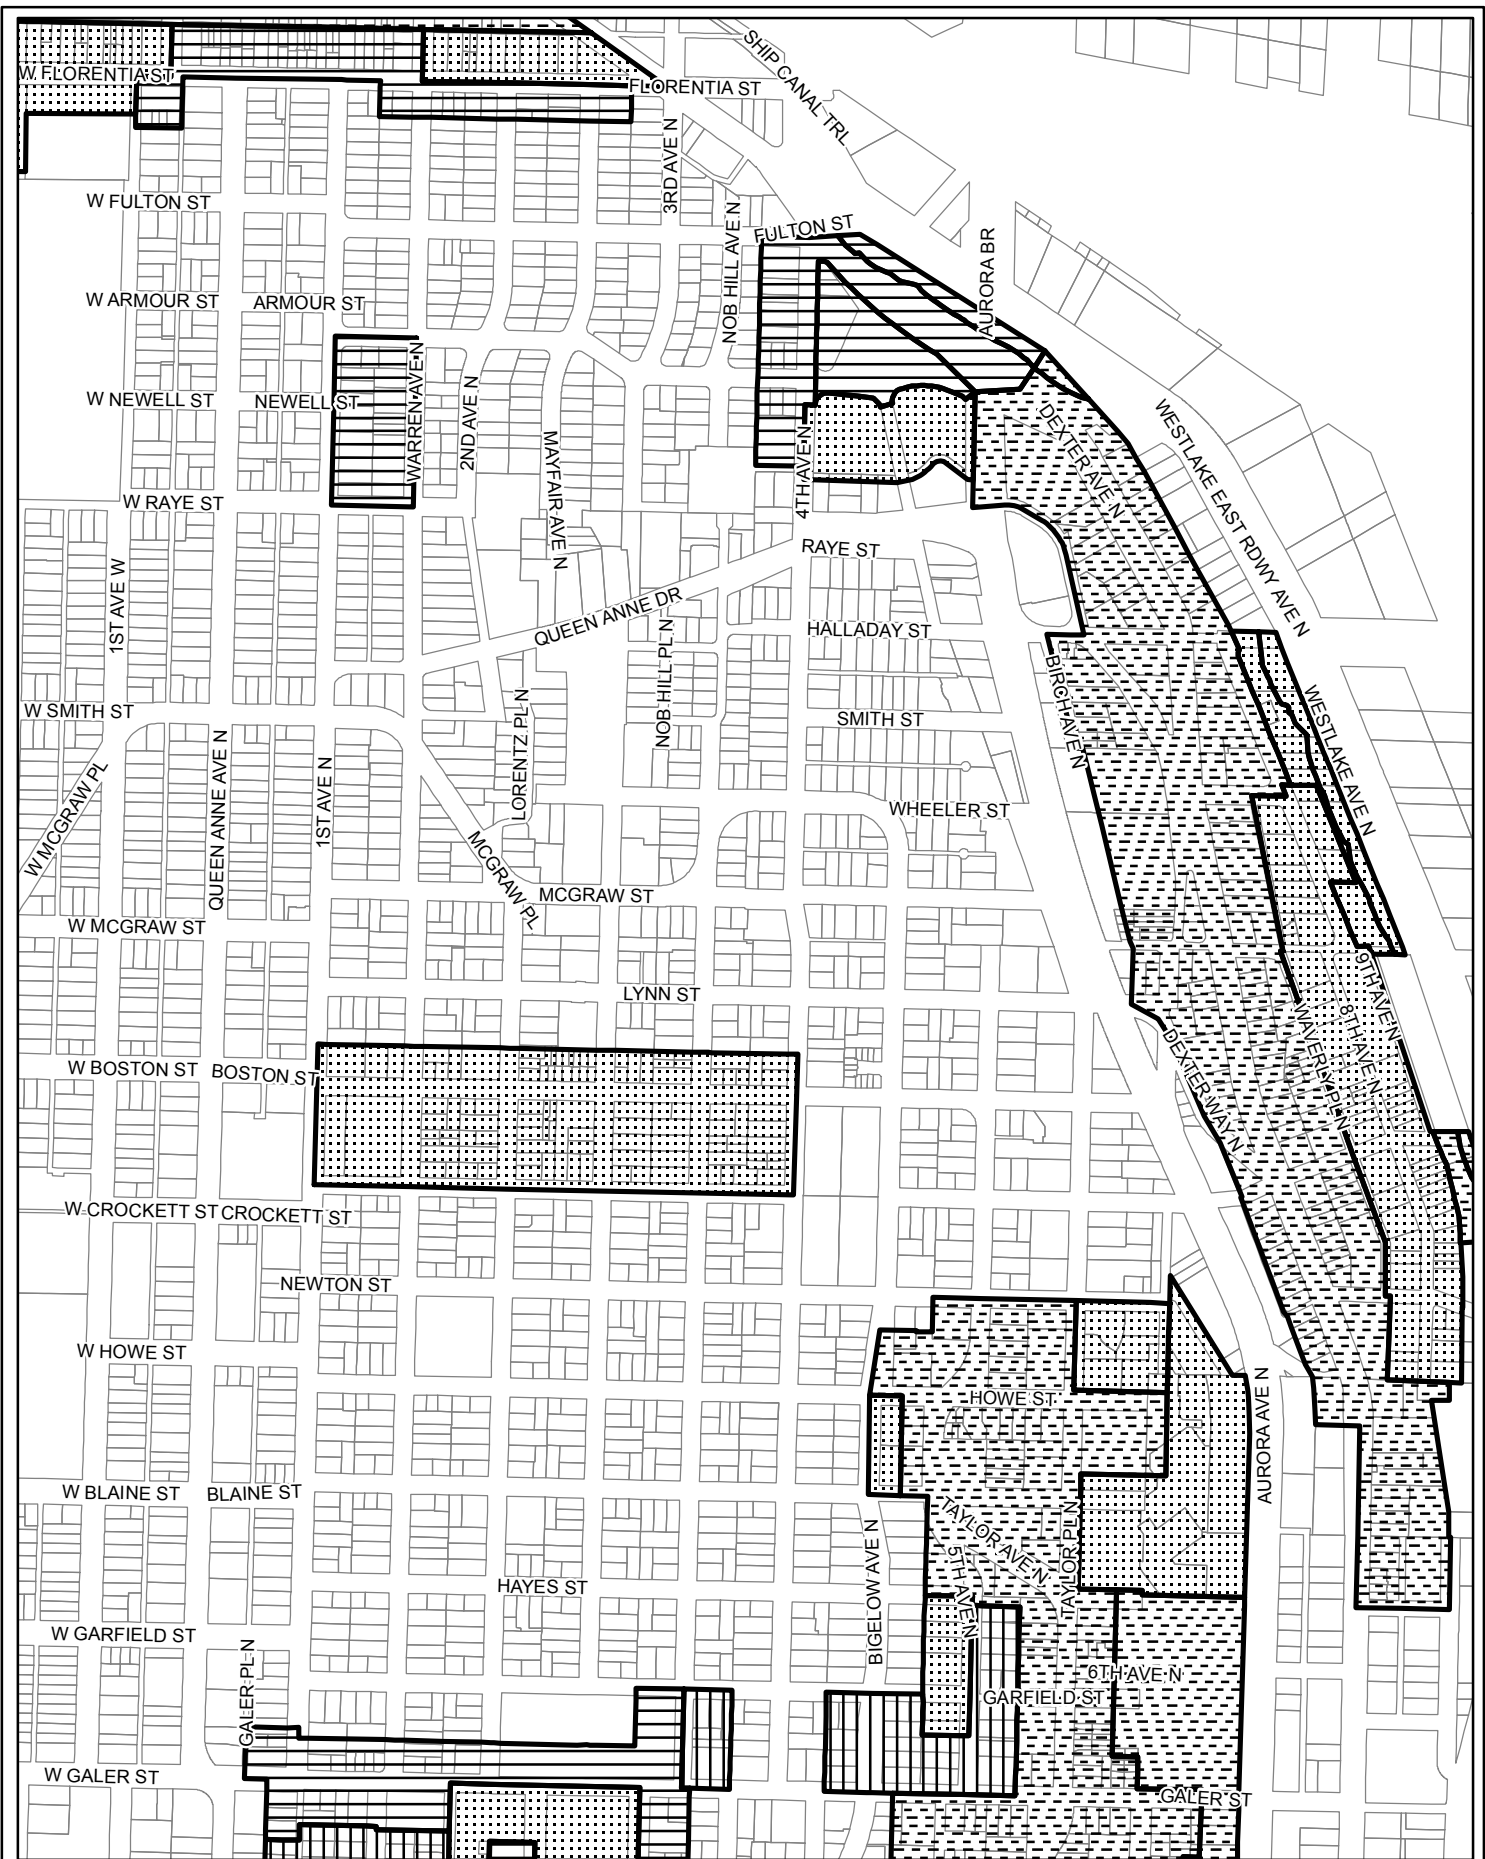 SHIP CANAL TRL
W. FLORENTIA ST
FLORENTIA ST
3RD AVE N
W FULTON ST
NOB HILL AVE N
FULTON ST
AURORA BR
W ARMOUR ST
ARMOUR ST
W NEWELL ST
NEWELL ST
WARREN AVE N
2ND AVE N
MAYFAIR AVE N
4TH AVE N
DEXTER AVE N
WESTLAKE EAST RDWY AVE N
W RAYE ST
RAYE ST
1ST AVE W
QUEEN ANNE DR
HALLADAY ST
NOB HILL PL N
BIRCH AVE N
W SMITH ST
LORENTZ PL N
SMITH ST
WESTLAKE AVE N
W MCGRAW PL
QUEEN ANNE AVE N
1ST AVE N
WHEELER ST
MCGRAW PL
MCGRAW ST
W MCGRAW ST
LYNN ST
9TH AVE N
8TH AVE N
WAVERLY PL N
W BOSTON ST
BOSTON ST
DEXTER WAY N
W CROCKETT ST
CROCKETT ST
NEWTON ST
W HOWE ST
HOWE ST
AURORA AVE N
W BLAINE ST
BLAINE ST
TAYLOR AVE N
TAYLOR PL N
BIGELOW AVE N
5TH AVE N
HAYES ST
W GARFIELD ST
GALER PL N
6TH AVE N
GARFIELD ST
W GALER ST
GALER ST